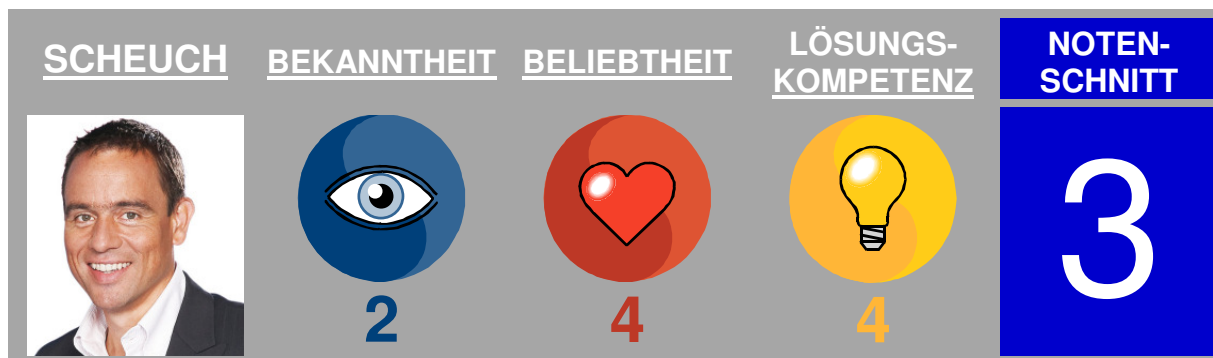 SCHEUCH
BEKANNTHEIT
BELIEBTHEIT
LÖSUNGS-
KOMPETENZ
NOTEN-
SCHNITT
2
4
4
3